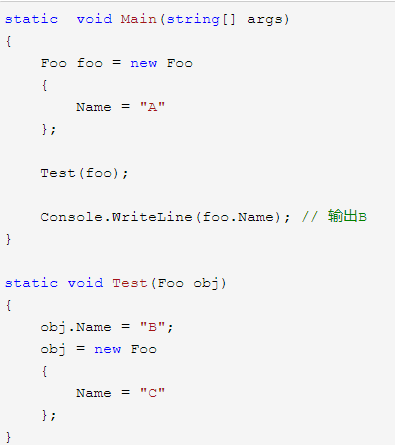 static  void Main(string[] args)
{
    Foo foo = new Foo
    {
        Name = "A"
    };
    Test(foo);
    Console.WriteLine(foo.Name); // 输出B
}
static void Test(Foo obj)
{
    obj.Name = "B";
    obj = new Foo
    {
        Name = "C"
    };
}